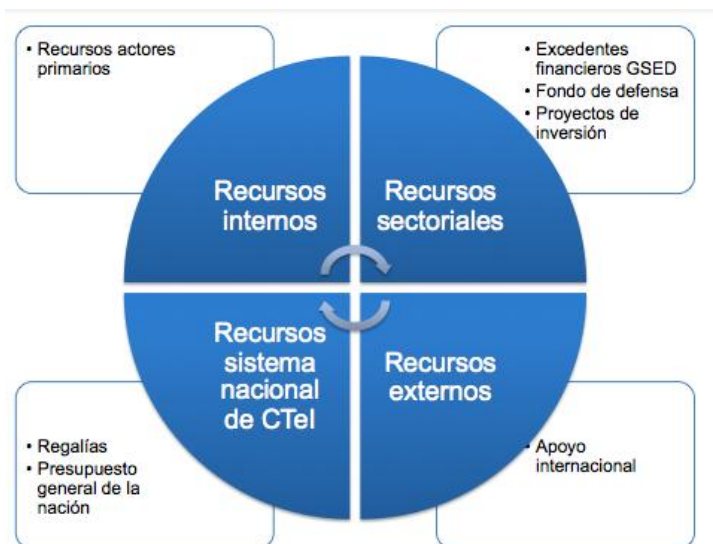 • Recursos actores
primarios
• Excedentes
financieros GSED
• Fondo de defensa
• Proyectos de
inversión
Recursos
internos
Recursos
sectoriales
Recursos
sistema
nacional
de CTeI
Recursos
externos
• Regalías
• Presupuesto
general de la
nación
• Apoyo
internacional